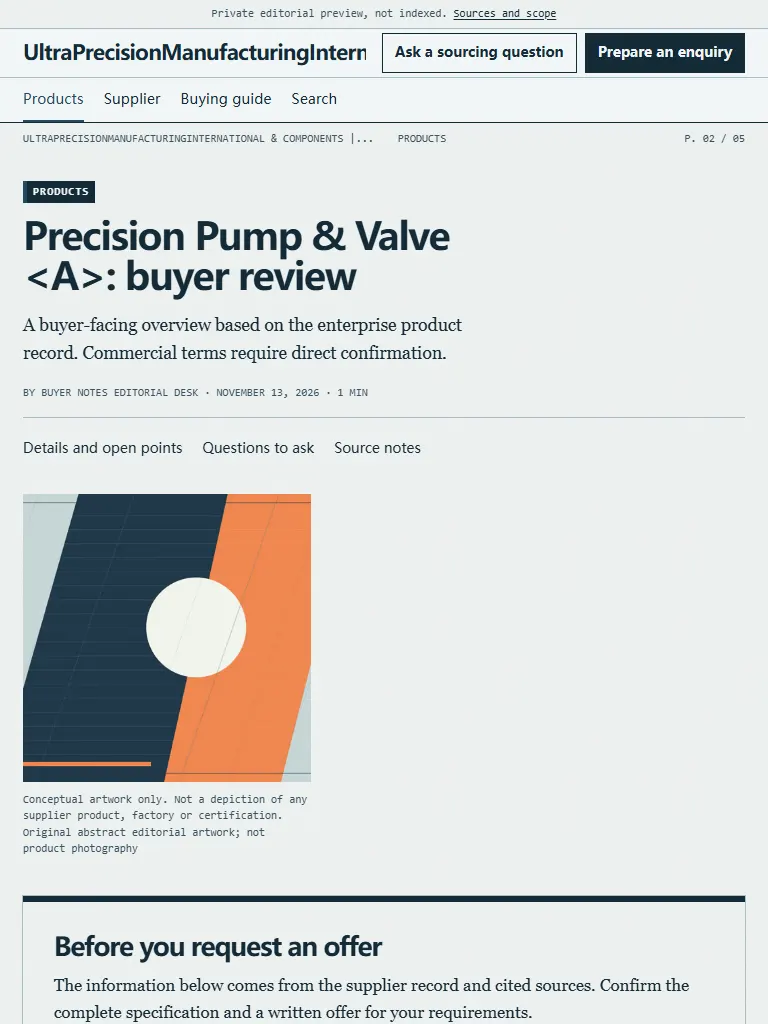 Private editorial preview, not indexed. Sources and scope
UltraPrecisionManufacturingIntern
Ask a sourcing question
Prepare an enquiry
Products
Supplier
Buying guide
Search
ULTRAPRECISIONMANUFACTURINGINTERNATIONAL & COMPONENTS |...
PRODUCTS
P. 02 / 05
PRODUCTS
Precision Pump & Valve
<A>: buyer review
A buyer-facing overview based on the enterprise product
record. Commercial terms require direct confirmation.
BY BUYER NOTES EDITORIAL DESK · NOVEMBER 13, 2026 · 1 MIN
Details and open points
Questions to ask
Source notes
Conceptual artwork only. Not a depiction of any
supplier product, factory or certification.
Original abstract editorial artwork; not
product photography
Before you request an offer
The information below comes from the supplier record and cited sources. Confirm the
complete specification and a written offer for your requirements.